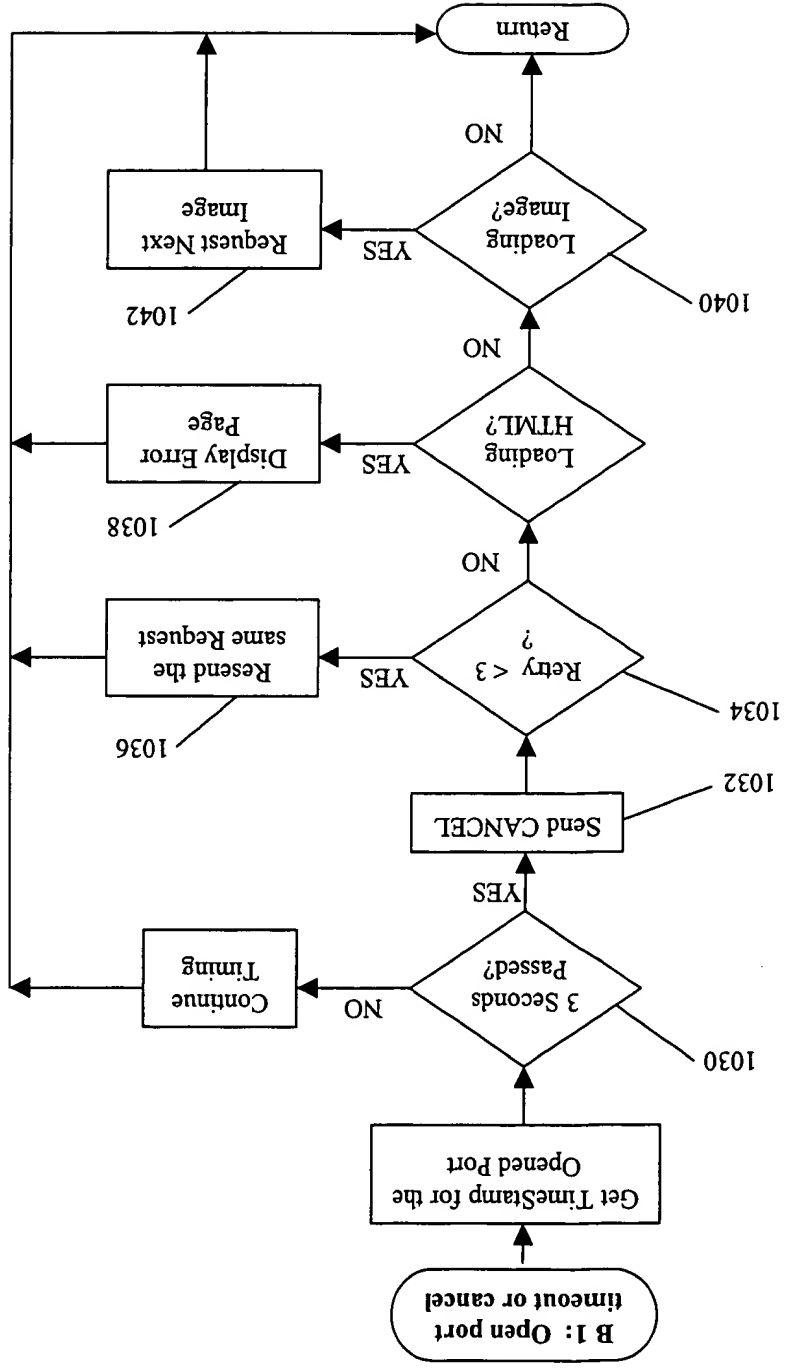 B 1: Open port
timeout or cancel
Get TimeStamp for the
Opened Port
3 Seconds
Passed?
1030
NO
Continue
Timing
YES
Send CANCEL
1032
Retry < 3
?
1034
YES
Resend the
same Request
1036
NO
Loading
HTML?
YES
Display Error
Page
1038
NO
Loading
Image?
1040
YES
Request Next
Image
1042
NO
Return